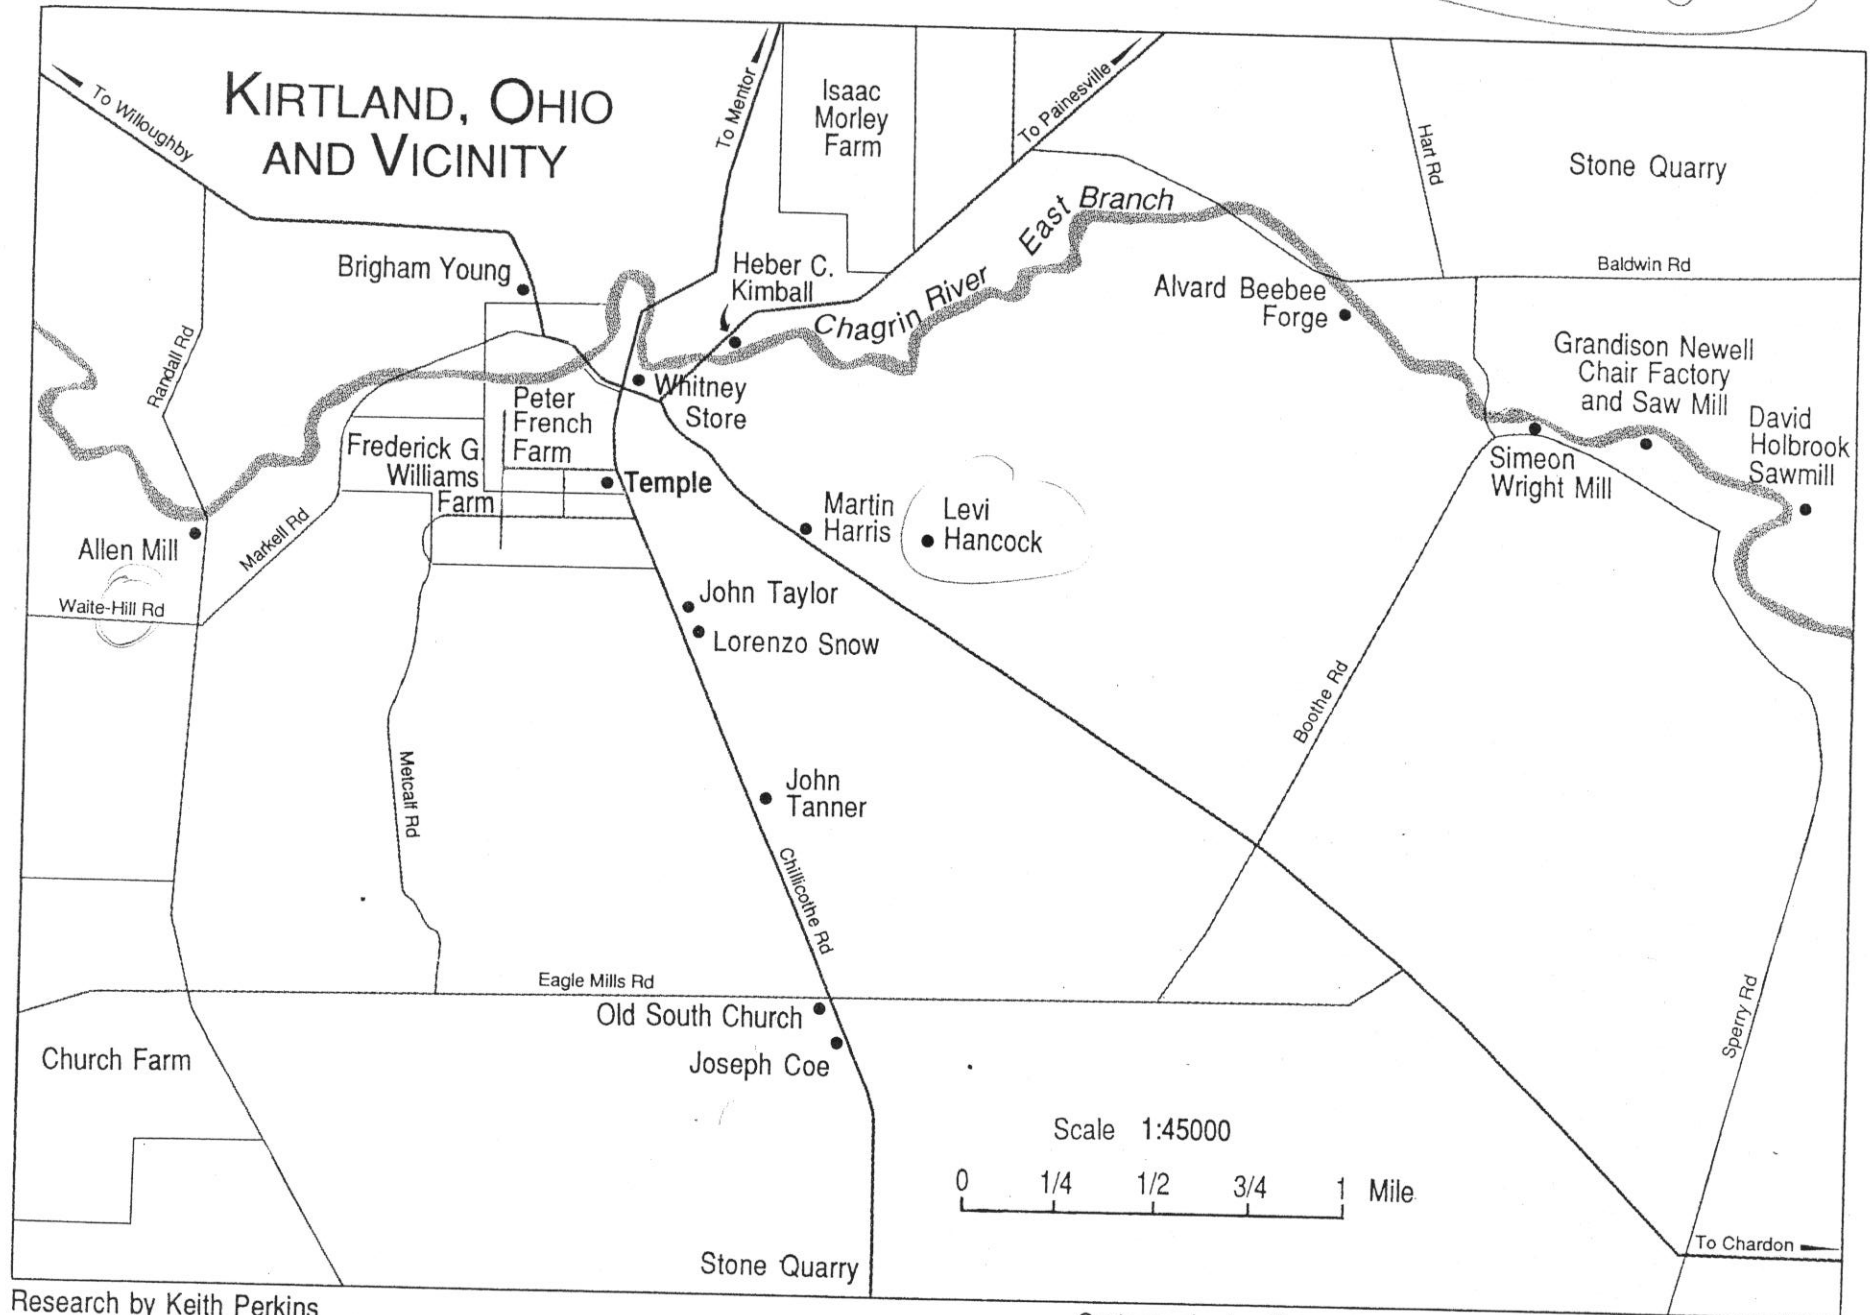 KIRTLAND, OHIO
AND VICINITY
To Willoughby
To Mentor
Isaac
Morley
Farm
To Painesville
Hart Rd
Stone Quarry
East Branch
Chagrin River
Baldwin Rd
Brigham Young
Heber C.
Kimball
Alvard Beebee
Forge
Randall Rd
Grandison Newell
Chair Factory
and Saw Mill
David
Holbrook
Sawmill
Whitney
Store
Peter
French
Farm
Frederick G.
Williams
Farm
Temple
Simeon
Wright Mill
Martin
Harris
Levi
Hancock
Allen Mill
Markell Rd
Waite-Hill Rd
John Taylor
Lorenzo Snow
Boothe Rd
Metcalf Rd
John
Tanner
Chillicothe Rd
Eagle Mills Rd
Old South Church
Joseph Coe
Church Farm
Sperry Rd
Scale 1:45000
0 1/4 1/2 3/4 1 Mile
To Chardon
Stone Quarry
Research by Keith Perkins